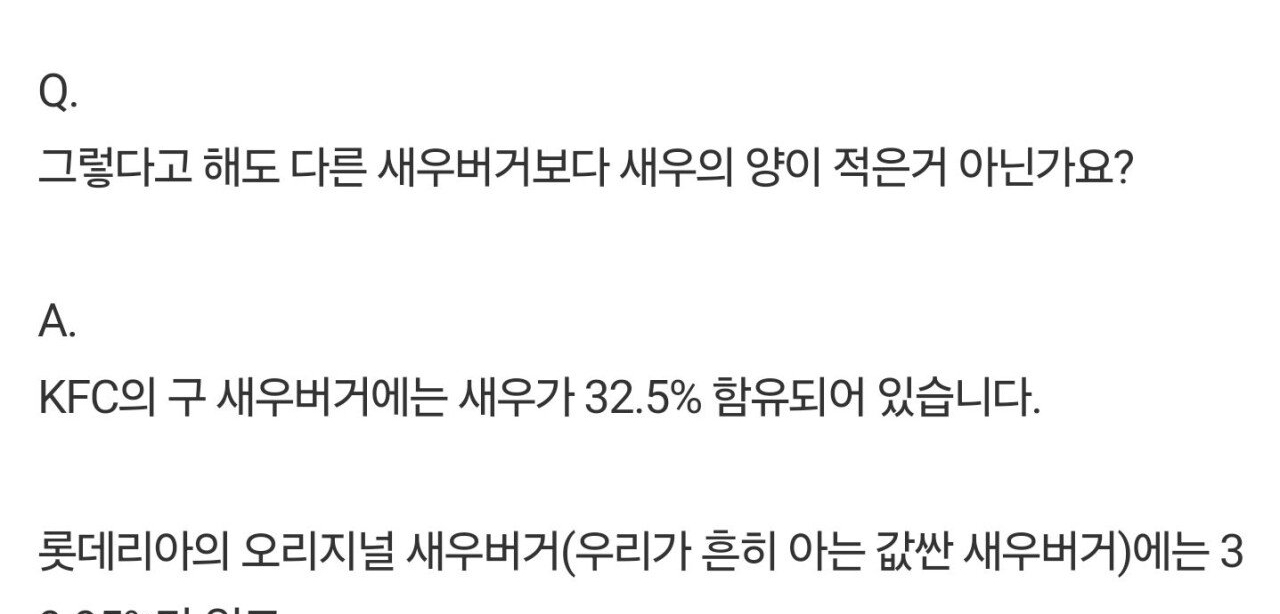 Q.
그렇다고 해도 다른 새우버거보다 새우의 양이 적은거 아닌가요?
A.
KFC의 구 새우버거에는 새우가 32.5% 함유되어 있습니다.
롯데리아의 오리지널 새우버거(우리가 흔히 아는 값싼 새우버거)에는 3